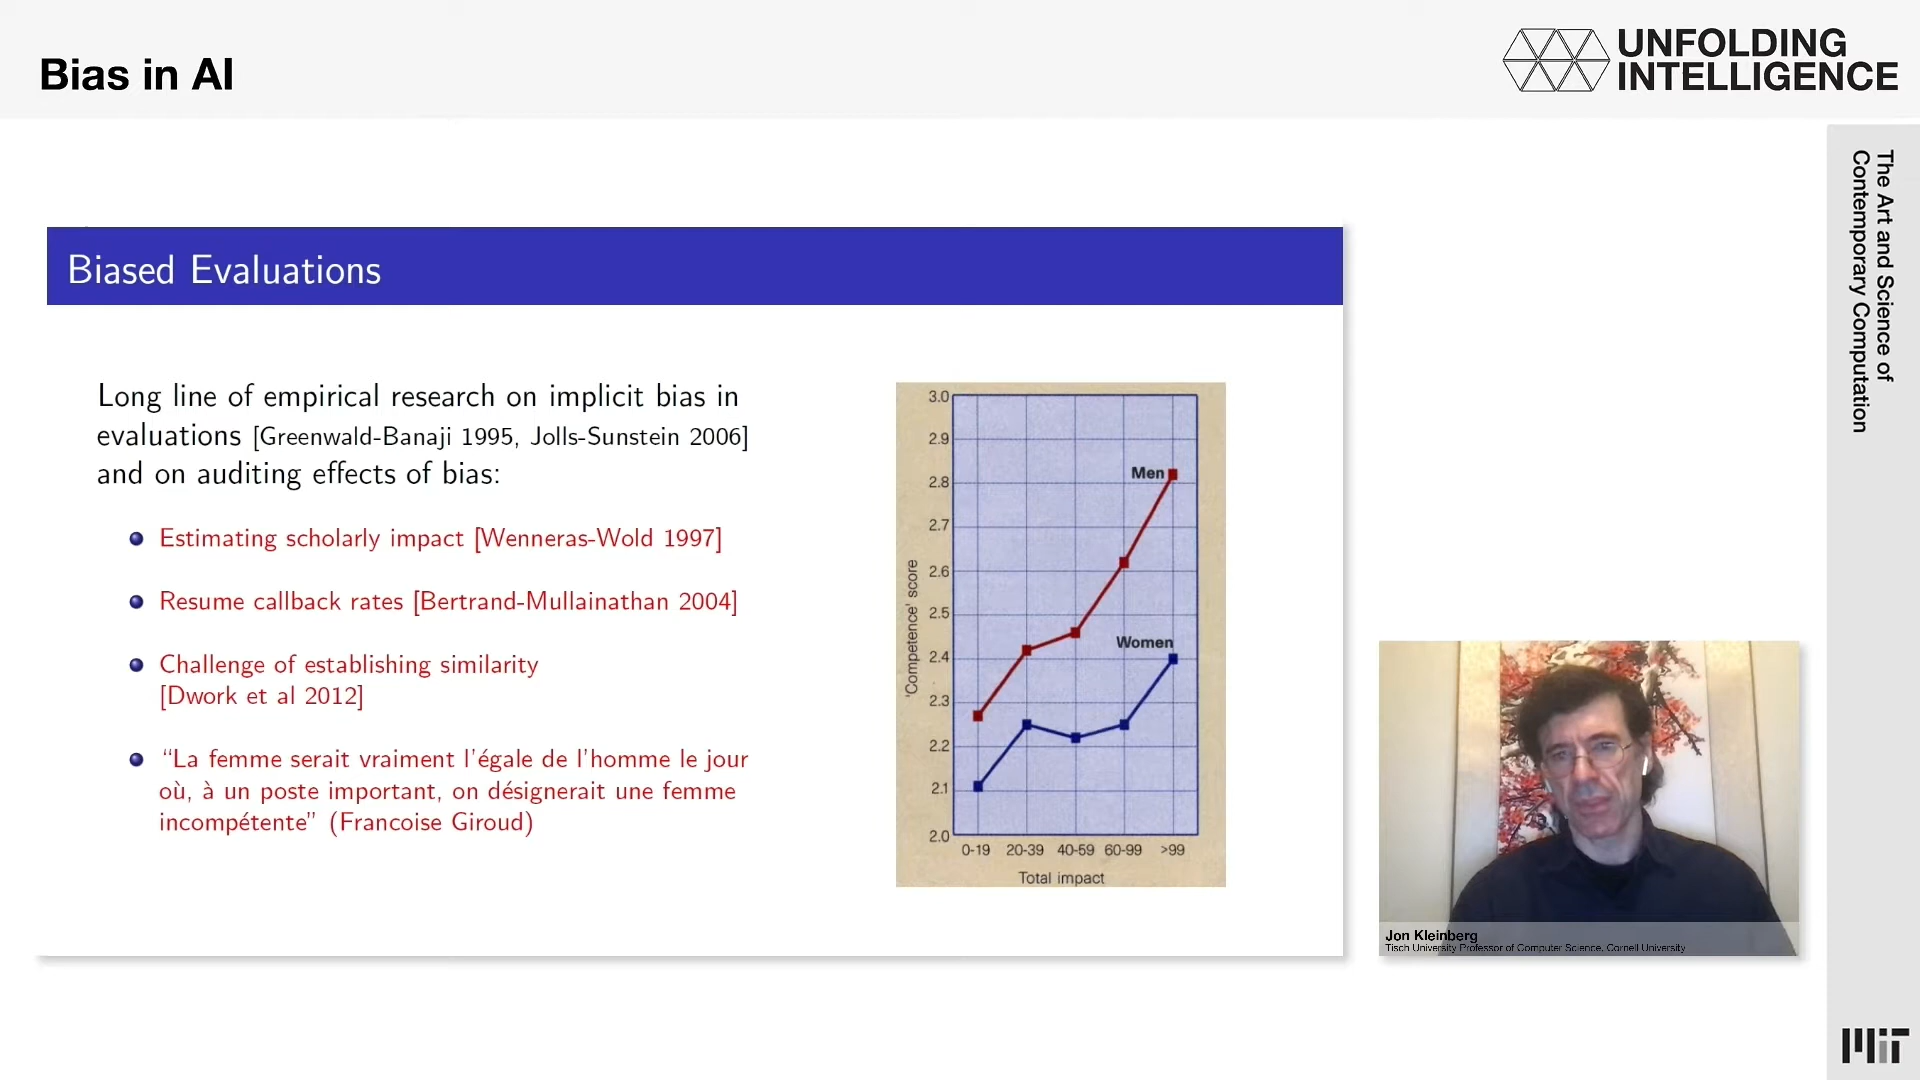 Bias in AI
UNFOLDING
INTELLIGENCE
The Art and Science of
Contemporary Computation
Biased Evaluations
Long line of empirical research on implicit bias in
evaluations [Greenwald-Banaji 1995, Jolls-Sunstein 2006]
and on auditing effects of bias:
Estimating scholarly impact [Wenneras-Wold 1997]
Resume callback rates [Bertrand-Mullainathan 2004]
Challenge of establishing similarity
[Dwork et al 2012]
“La femme serait vraiment l'égale de l'homme le jour
où, à un poste important, on désignerait une femme
incompétente” (Francoise Giroud)
3.0
2.9
2.8
2.7
2.6
2.5
2.4
2.3
2.2
2.1
2.0
'Competence' score
Men
Women
0-19 20-39 40-59 60-99 >99
Total impact
Jon Kleinberg
Tisch University Professor of Computer Science, Cornell University
MIT